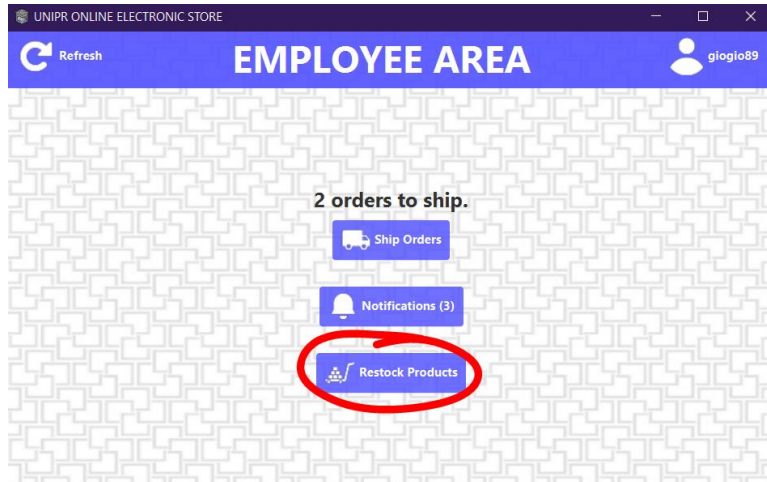 UNIPR ONLINE ELECTRONIC STORE
Refresh
EMPLOYEE AREA
giogio89
2 orders to ship.
Ship Orders
Notifications (3)
Restock Products